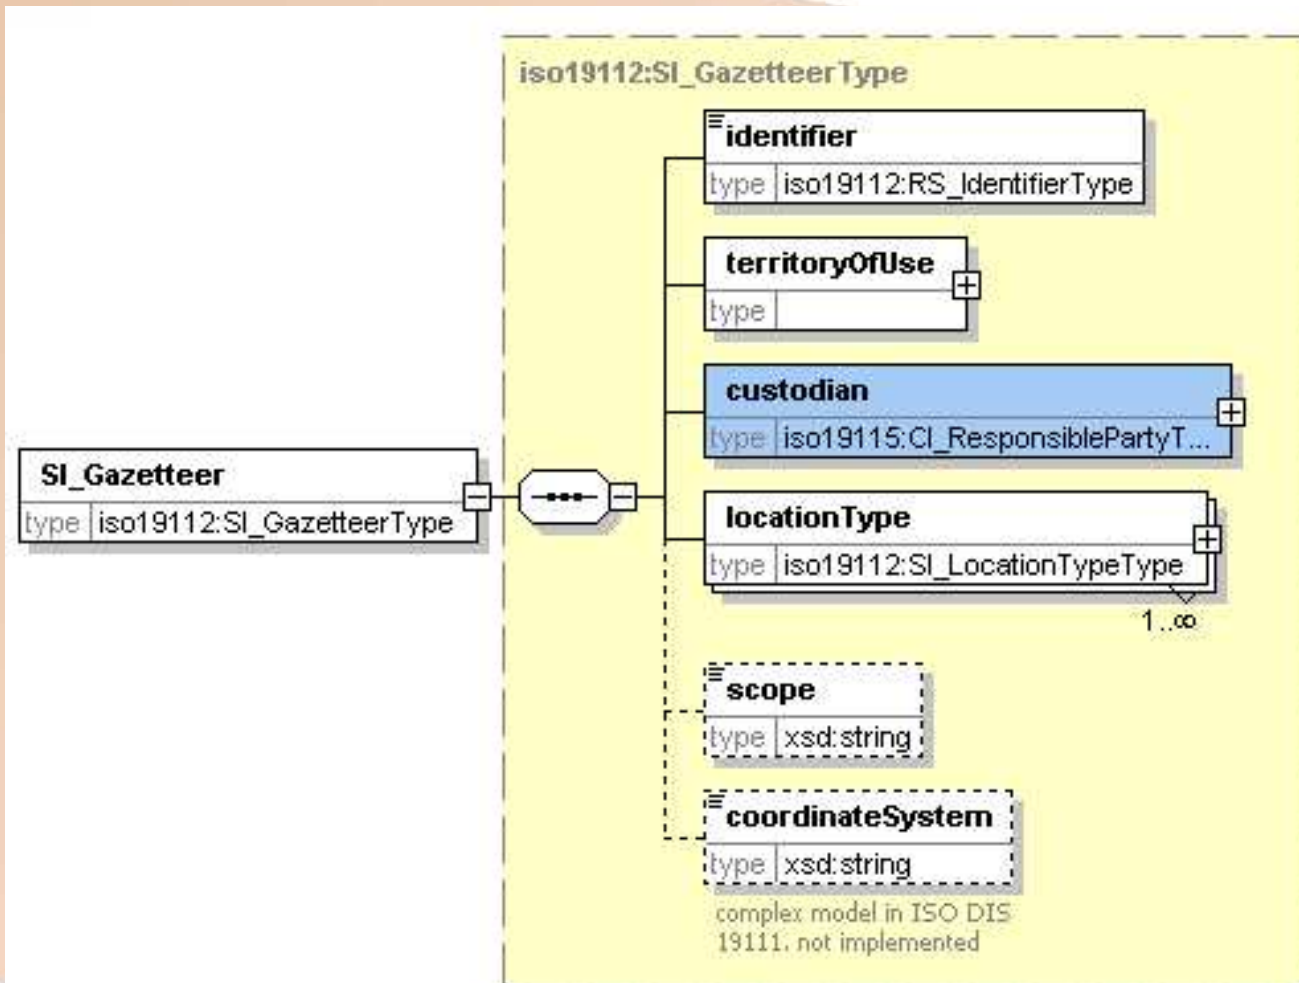 iso19112:SI_GazetteerType
identifier
type iso19112:RS_IdentifierType
territoryOfUse
type
custodian
type iso19115:CI_ResponsiblePartyT...
SI_Gazetteer
type iso19112:SI_GazetteerType
locationType
type iso19112:SI_LocationTypeType
1..∞
scope
type xsd:string
coordinateSystem
type xsd:string
complex model in ISO DIS
19111. not implemented